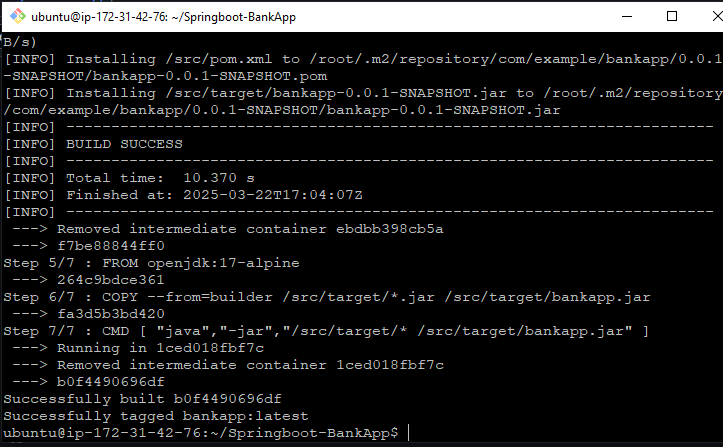 ubuntu@ip-172-31-42-76: ~/Springboot-BankApp
B/s)
[INFO] Installing /src/pom.xml to /root/.m2/repository/com/example/bankapp/0.0.1
-SNAPSHOT/bankapp-0.0.1-SNAPSHOT.pom
[INFO] Installing /src/target/bankapp-0.0.1-SNAPSHOT.jar to /root/.m2/repository
/com/example/bankapp/0.0.1-SNAPSHOT/bankapp-0.0.1-SNAPSHOT.jar
[INFO] ------------------------------------------------------------------------
[INFO] BUILD SUCCESS
[INFO] ------------------------------------------------------------------------
[INFO] Total time:  10.370 s
[INFO] Finished at: 2025-03-22T17:04:07Z
[INFO] ------------------------------------------------------------------------
 ---> Removed intermediate container ebdbb398cb5a
 ---> f7be88844ff0
Step 5/7 : FROM openjdk:17-alpine
 ---> 264c9bdce361
Step 6/7 : COPY --from=builder /src/target/*.jar /src/target/bankapp.jar
 ---> fa3d5b3bd420
Step 7/7 : CMD [ "java","-jar","/src/target/* /src/target/bankapp.jar" ]
 ---> Running in 1ced018fbf7c
 ---> Removed intermediate container 1ced018fbf7c
 ---> b0f4490696df
Successfully built b0f4490696df
Successfully tagged bankapp:latest
ubuntu@ip-172-31-42-76:~/Springboot-BankApp$